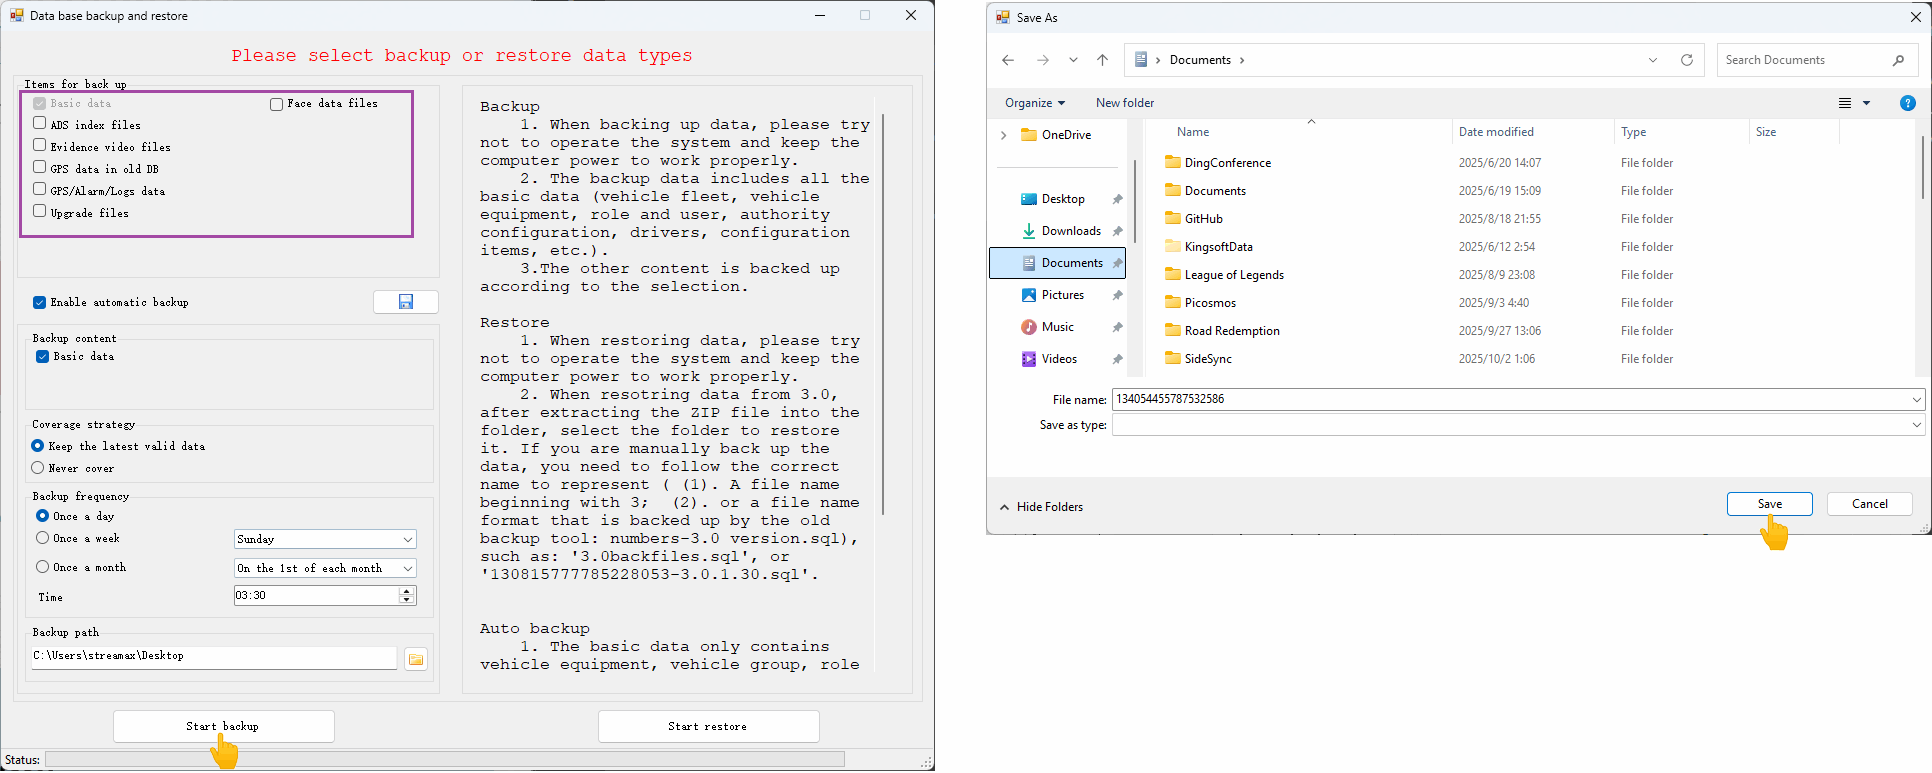 Data base backup and restore
Please select backup or restore data types
Items for back up
Basic data
Face data files
ADS index files
Evidence video files
GPS data in old DB
GPS/Alarm/Logs data
Upgrade files
Enable automatic backup
Backup content
Basic data
Coverage strategy
Keep the latest valid data
Never cover
Backup frequency
Once a day
Once a week
Sunday
Once a month
On the 1st of each month
Time
03:30
Backup path
C:\Users\streamax\Desktop
Backup
1. When backing up data, please try
not to operate the system and keep the
computer power to work properly.
2. The backup data includes all the
basic data (vehicle fleet, vehicle
equipment, role and user, authority
configuration, drivers, configuration
items, etc.).
3.The other content is backed up
according to the selection.
Restore
1. When restoring data, please try
not to operate the system and keep the
computer power to work properly.
2. When resotring data from 3.0,
after extracting the ZIP file into the
folder, select the folder to restore
it. If you are manually back up the
data, you need to follow the correct
name to represent ( (1). A file name
beginning with 3;  (2). or a file name
format that is backed up by the old
backup tool: numbers-3.0 version.sql),
such as: '3.0backfiles.sql', or
'130815777785228053-3.0.1.30.sql'.
Auto backup
1. The basic data only contains
vehicle equipment, vehicle group, role
Start backup
Start restore
Status:
Save As
Documents
Search Documents
Organize
New folder
OneDrive
Desktop
Downloads
Documents
Pictures
Music
Videos
Name Date modified Type Size
DingConference 2025/6/20 14:07 File folder
Documents 2025/6/19 15:09 File folder
GitHub 2025/8/18 21:55 File folder
KingsoftData 2025/6/12 2:54 File folder
League of Legends 2025/8/9 23:08 File folder
Picosmos 2025/9/3 4:40 File folder
Road Redemption 2025/9/27 13:06 File folder
SideSync 2025/10/2 1:06 File folder
File name: 134054455787532586
Save as type:
Hide Folders
Save
Cancel